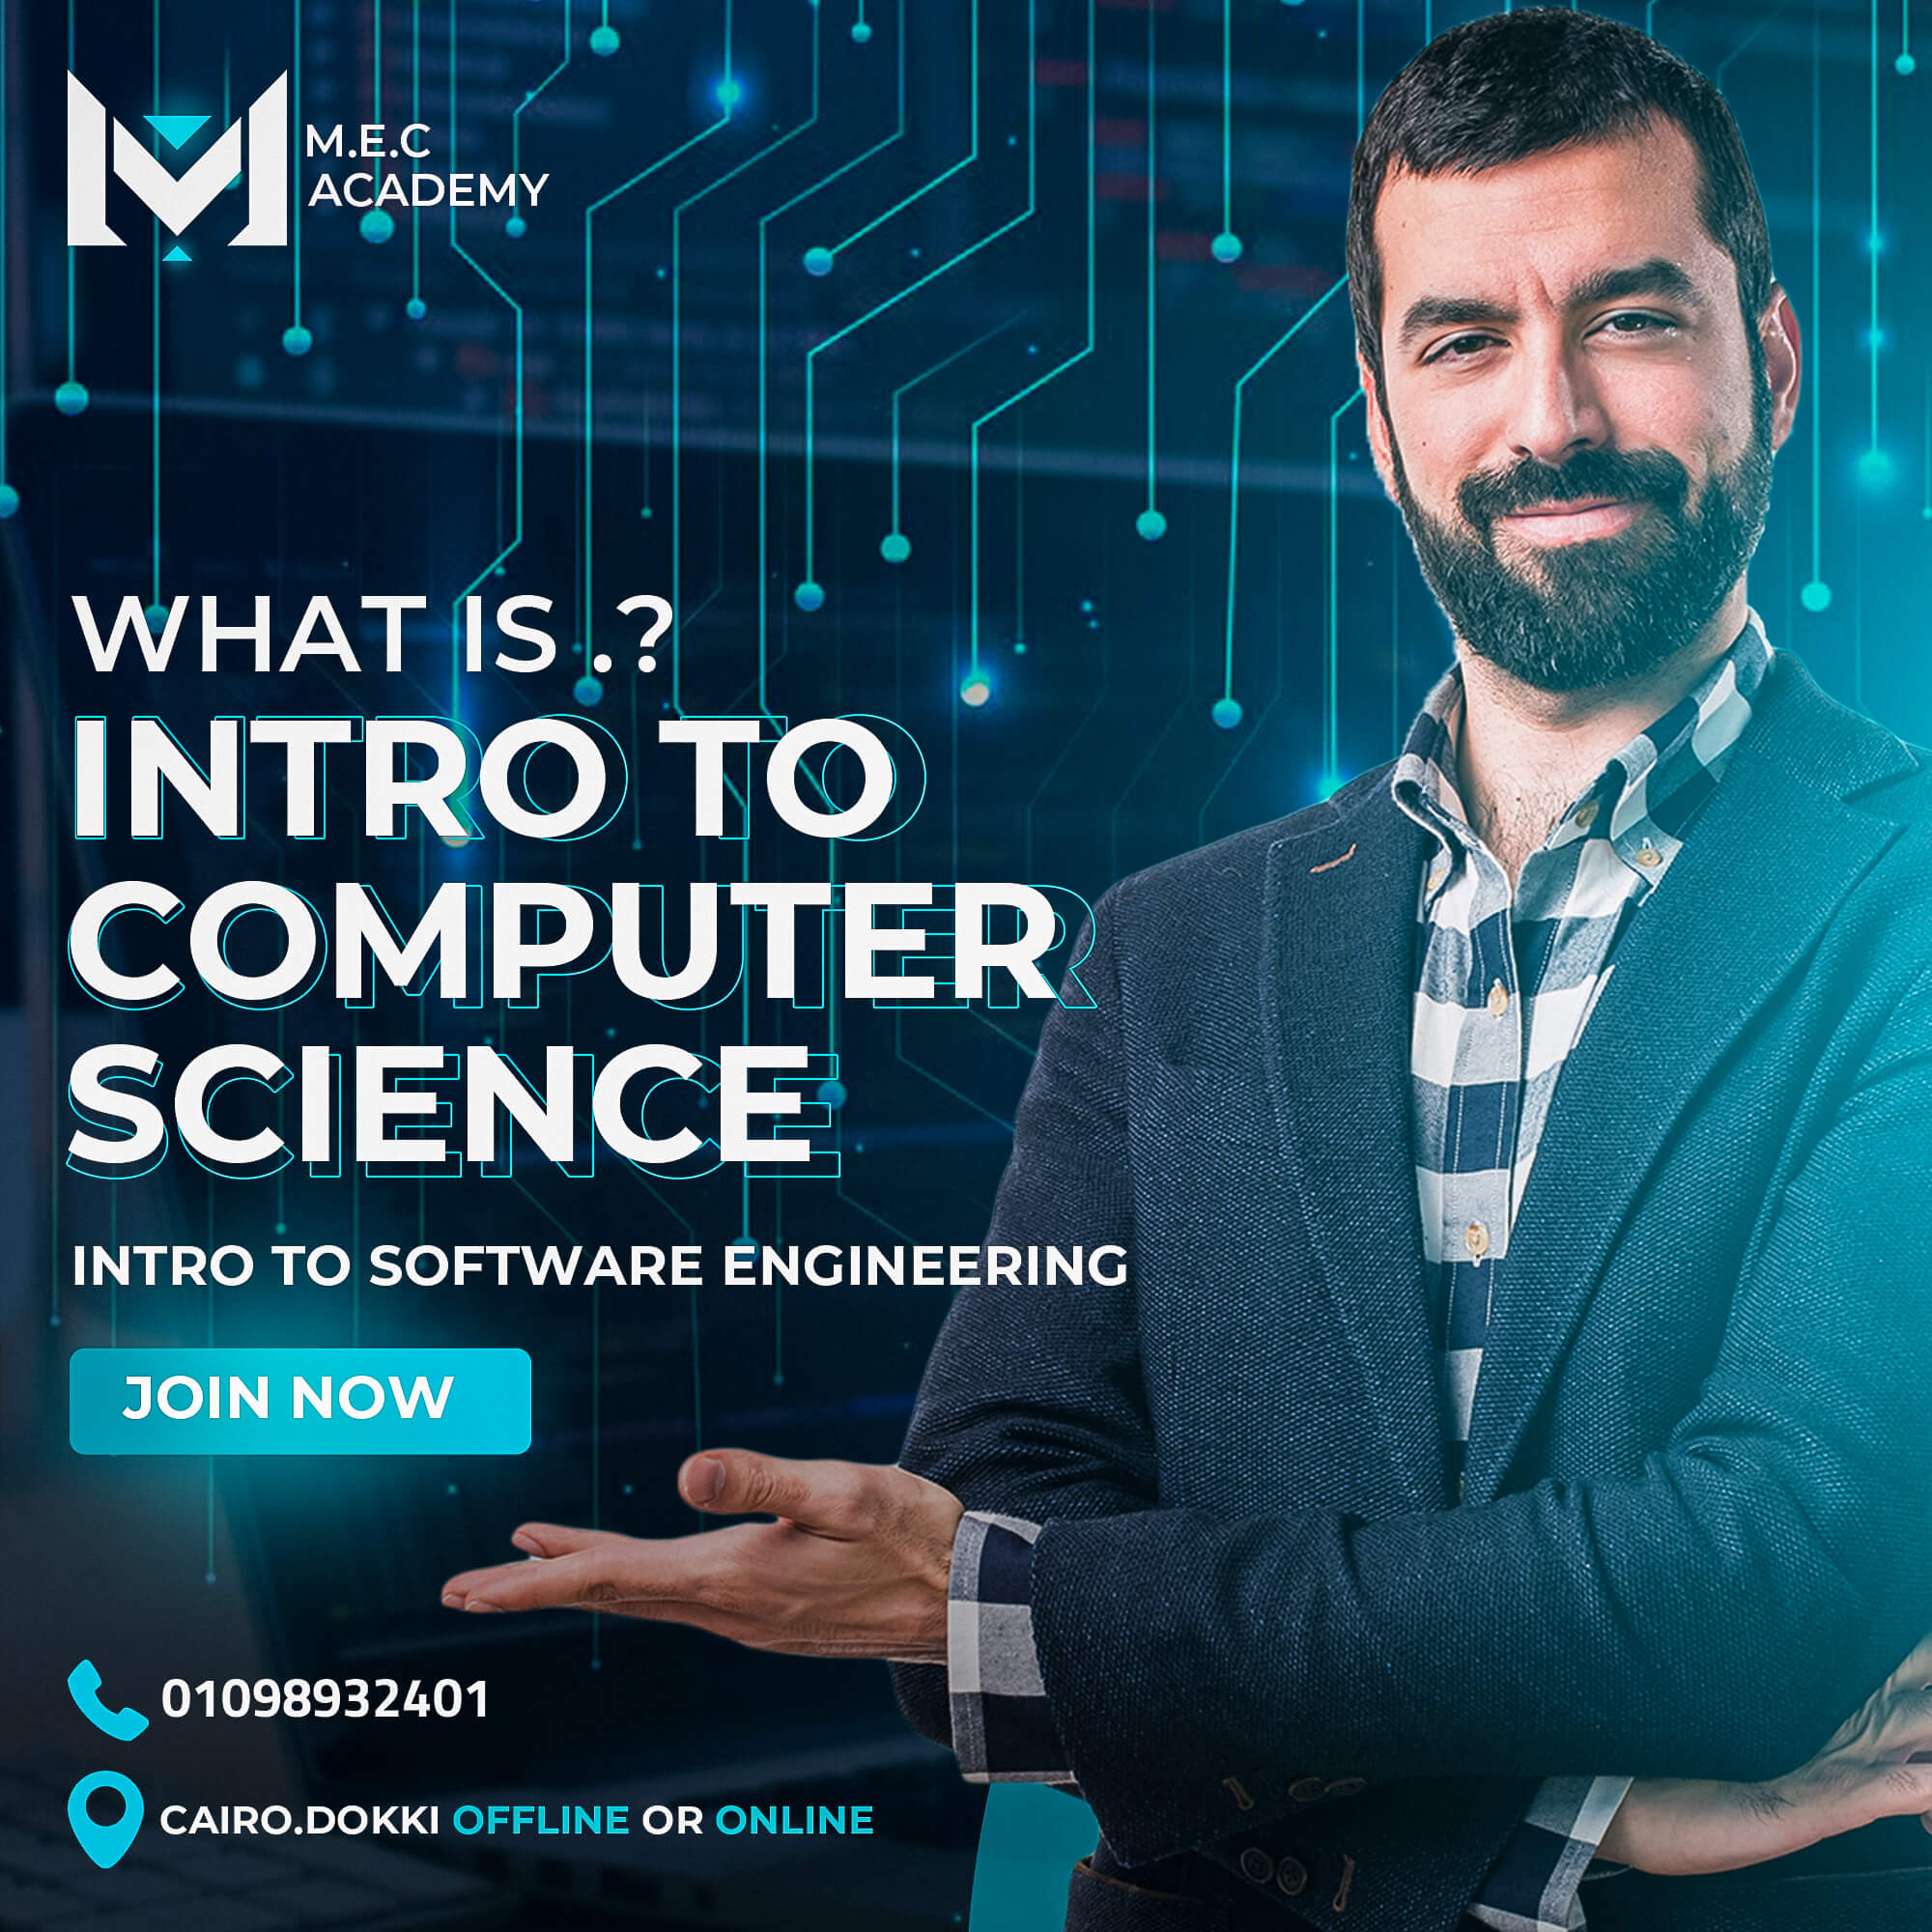 M.E.C
ACADEMY
WHAT IS .?
INTRO TO
COMPUTER
SCIENCE
INTRO TO SOFTWARE ENGINEERING
JOIN NOW
01098932401
CAIRO.DOKKI OFFLINE OR ONLINE